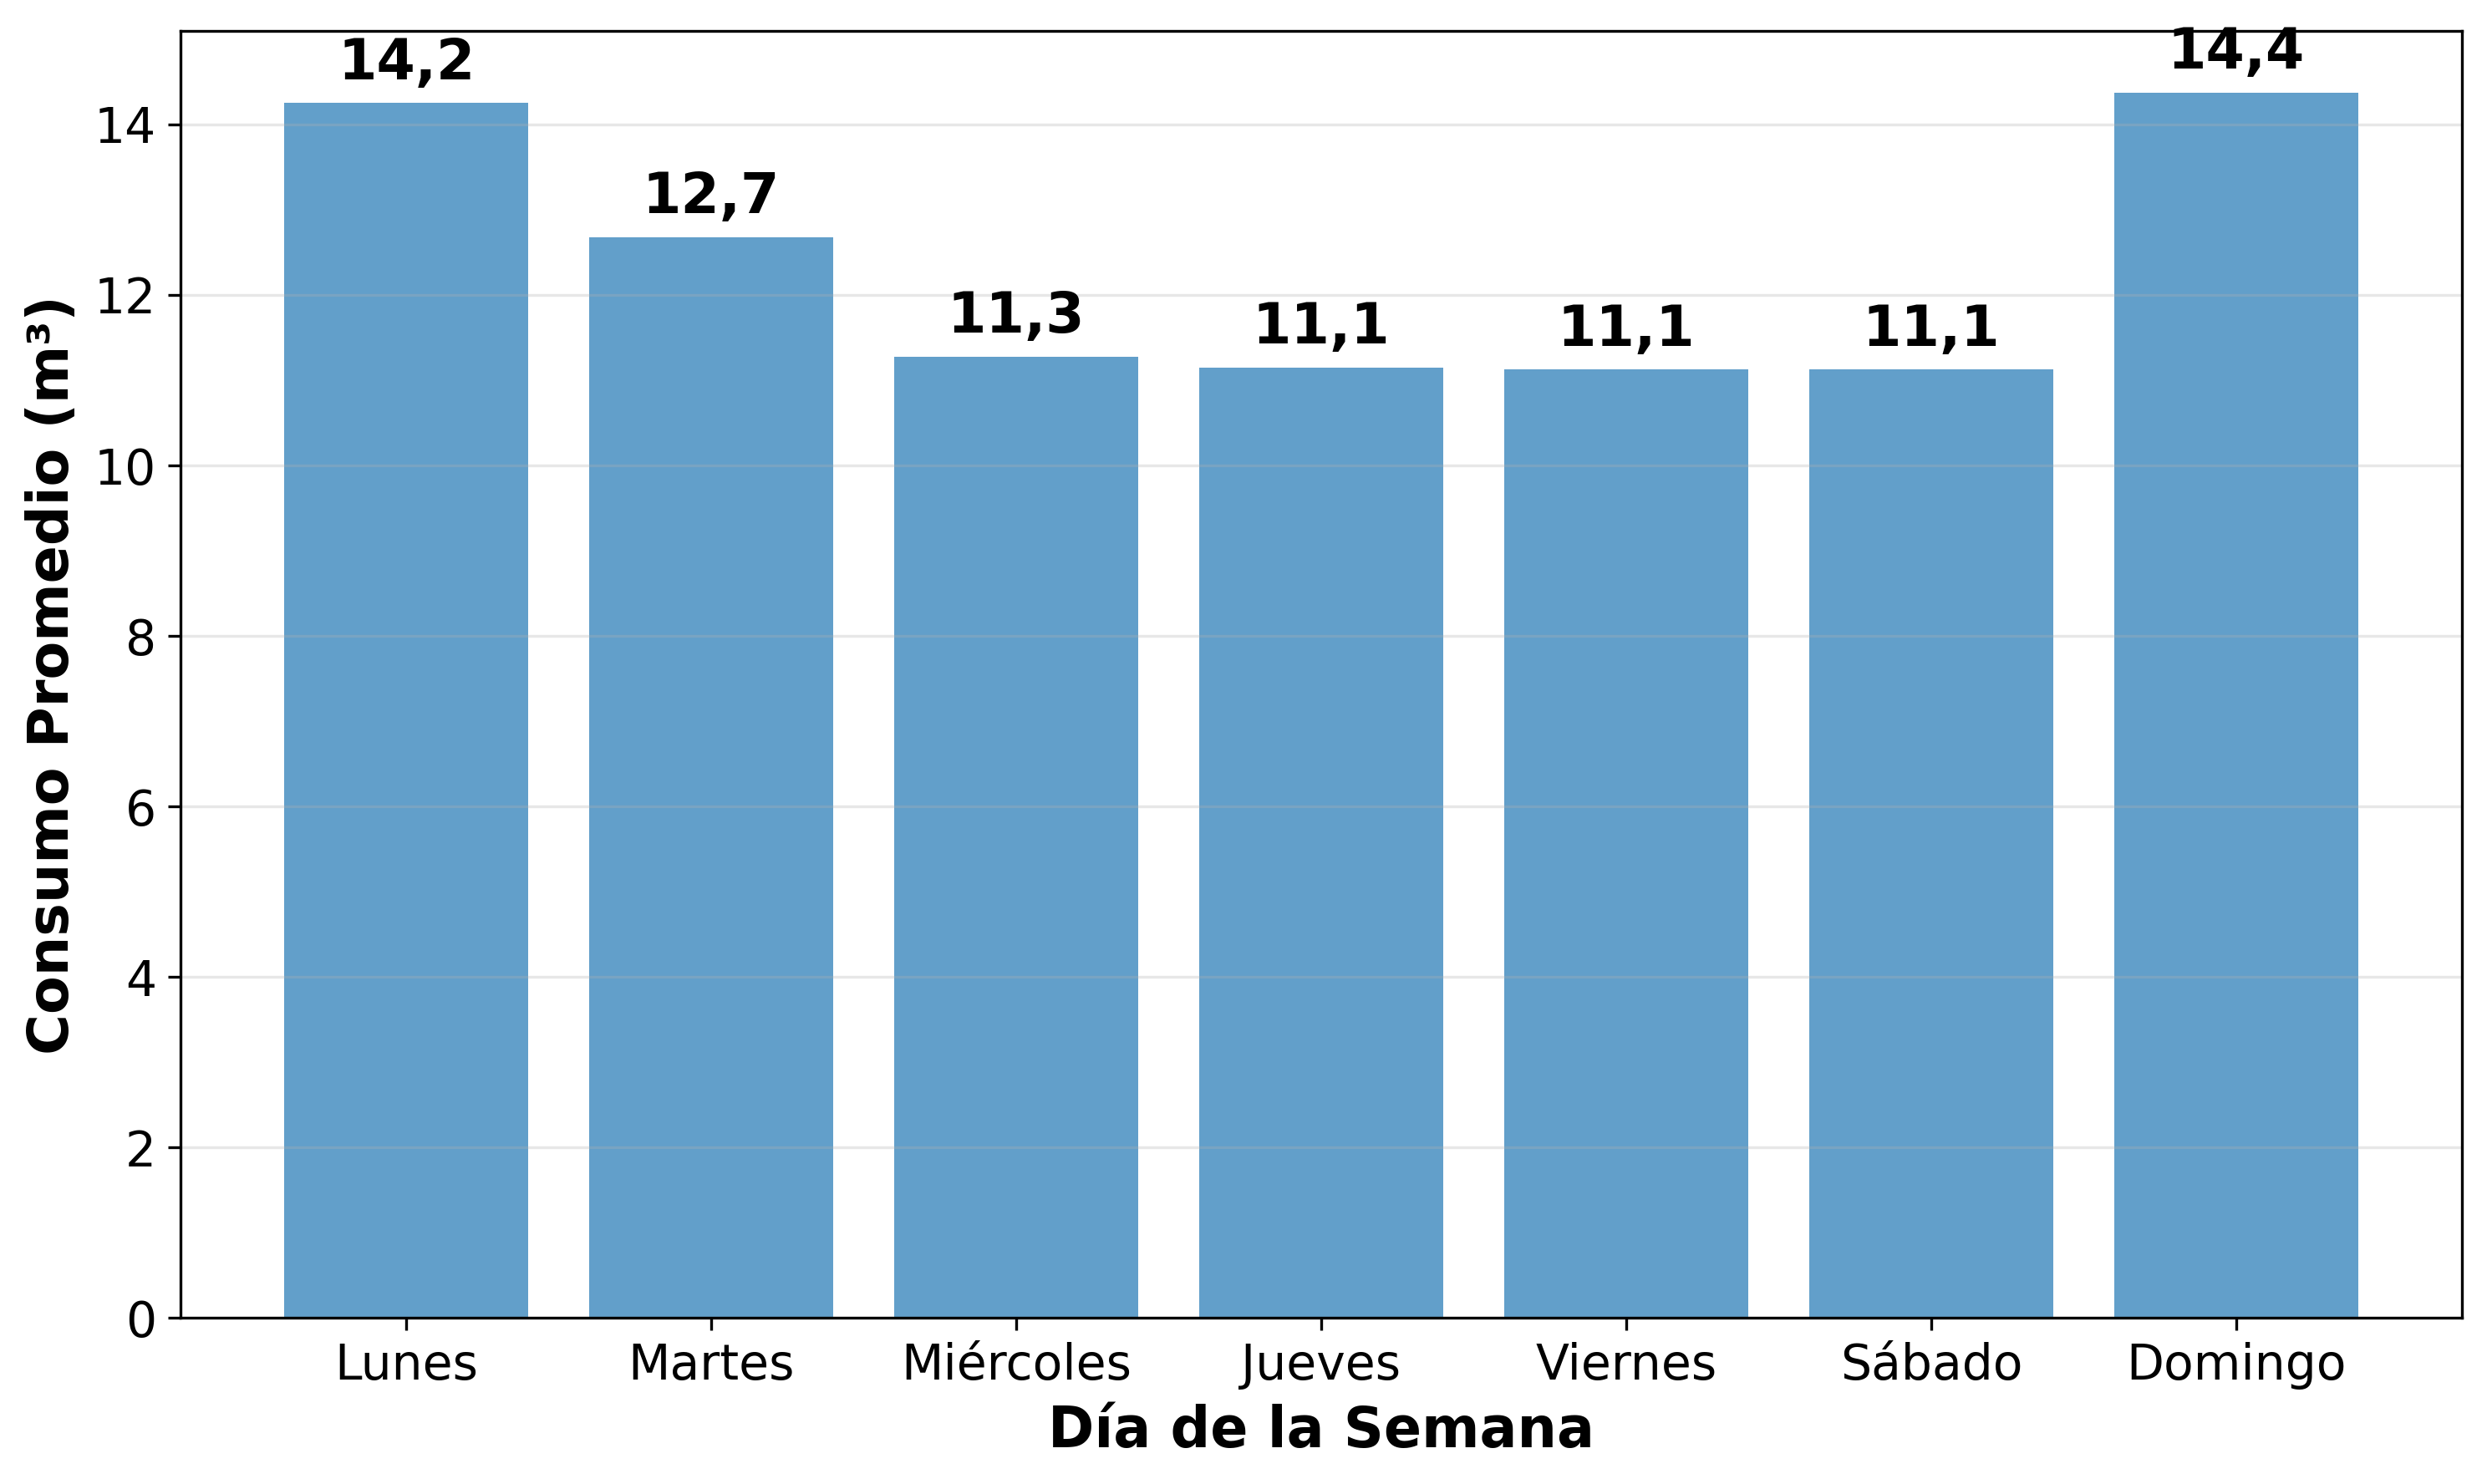 14,2
12,7
11,3
11,1
11,1
11,1
14,4
Consumo Promedio (m³)
14
12
10
8
6
4
2
0
Lunes
Martes
Miércoles
Jueves
Viernes
Sábado
Domingo
Día de la Semana